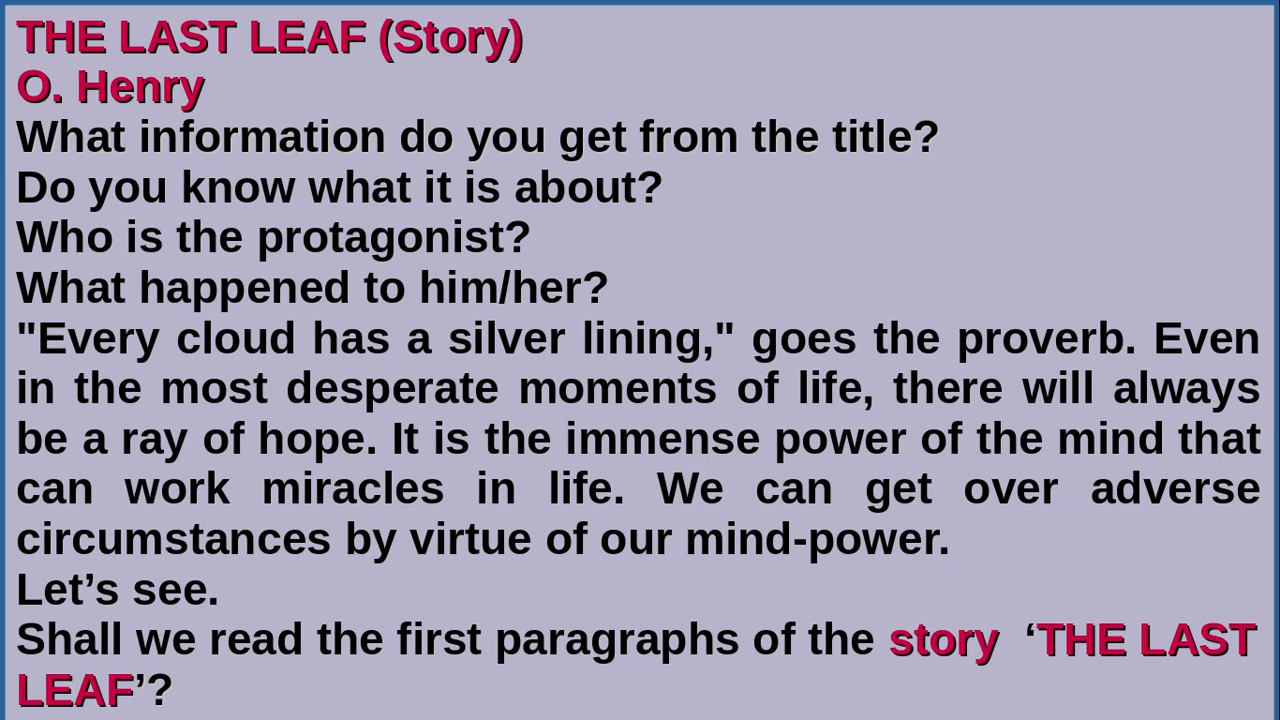 THE LAST LEAF (Story)
O. Henry
What information do you get from the title?
Do you know what it is about?
Who is the protagonist?
What happened to him/her?
"Every cloud has a silver lining," goes the proverb. Even
in the most desperate moments of life, there will always
be a ray of hope. It is the immense power of the mind that
can work miracles in life. We can get over adverse
circumstances by virtue of our mind-power.
Let’s see.
Shall we read the first paragraphs of the story ‘THE LAST
LEAF’?